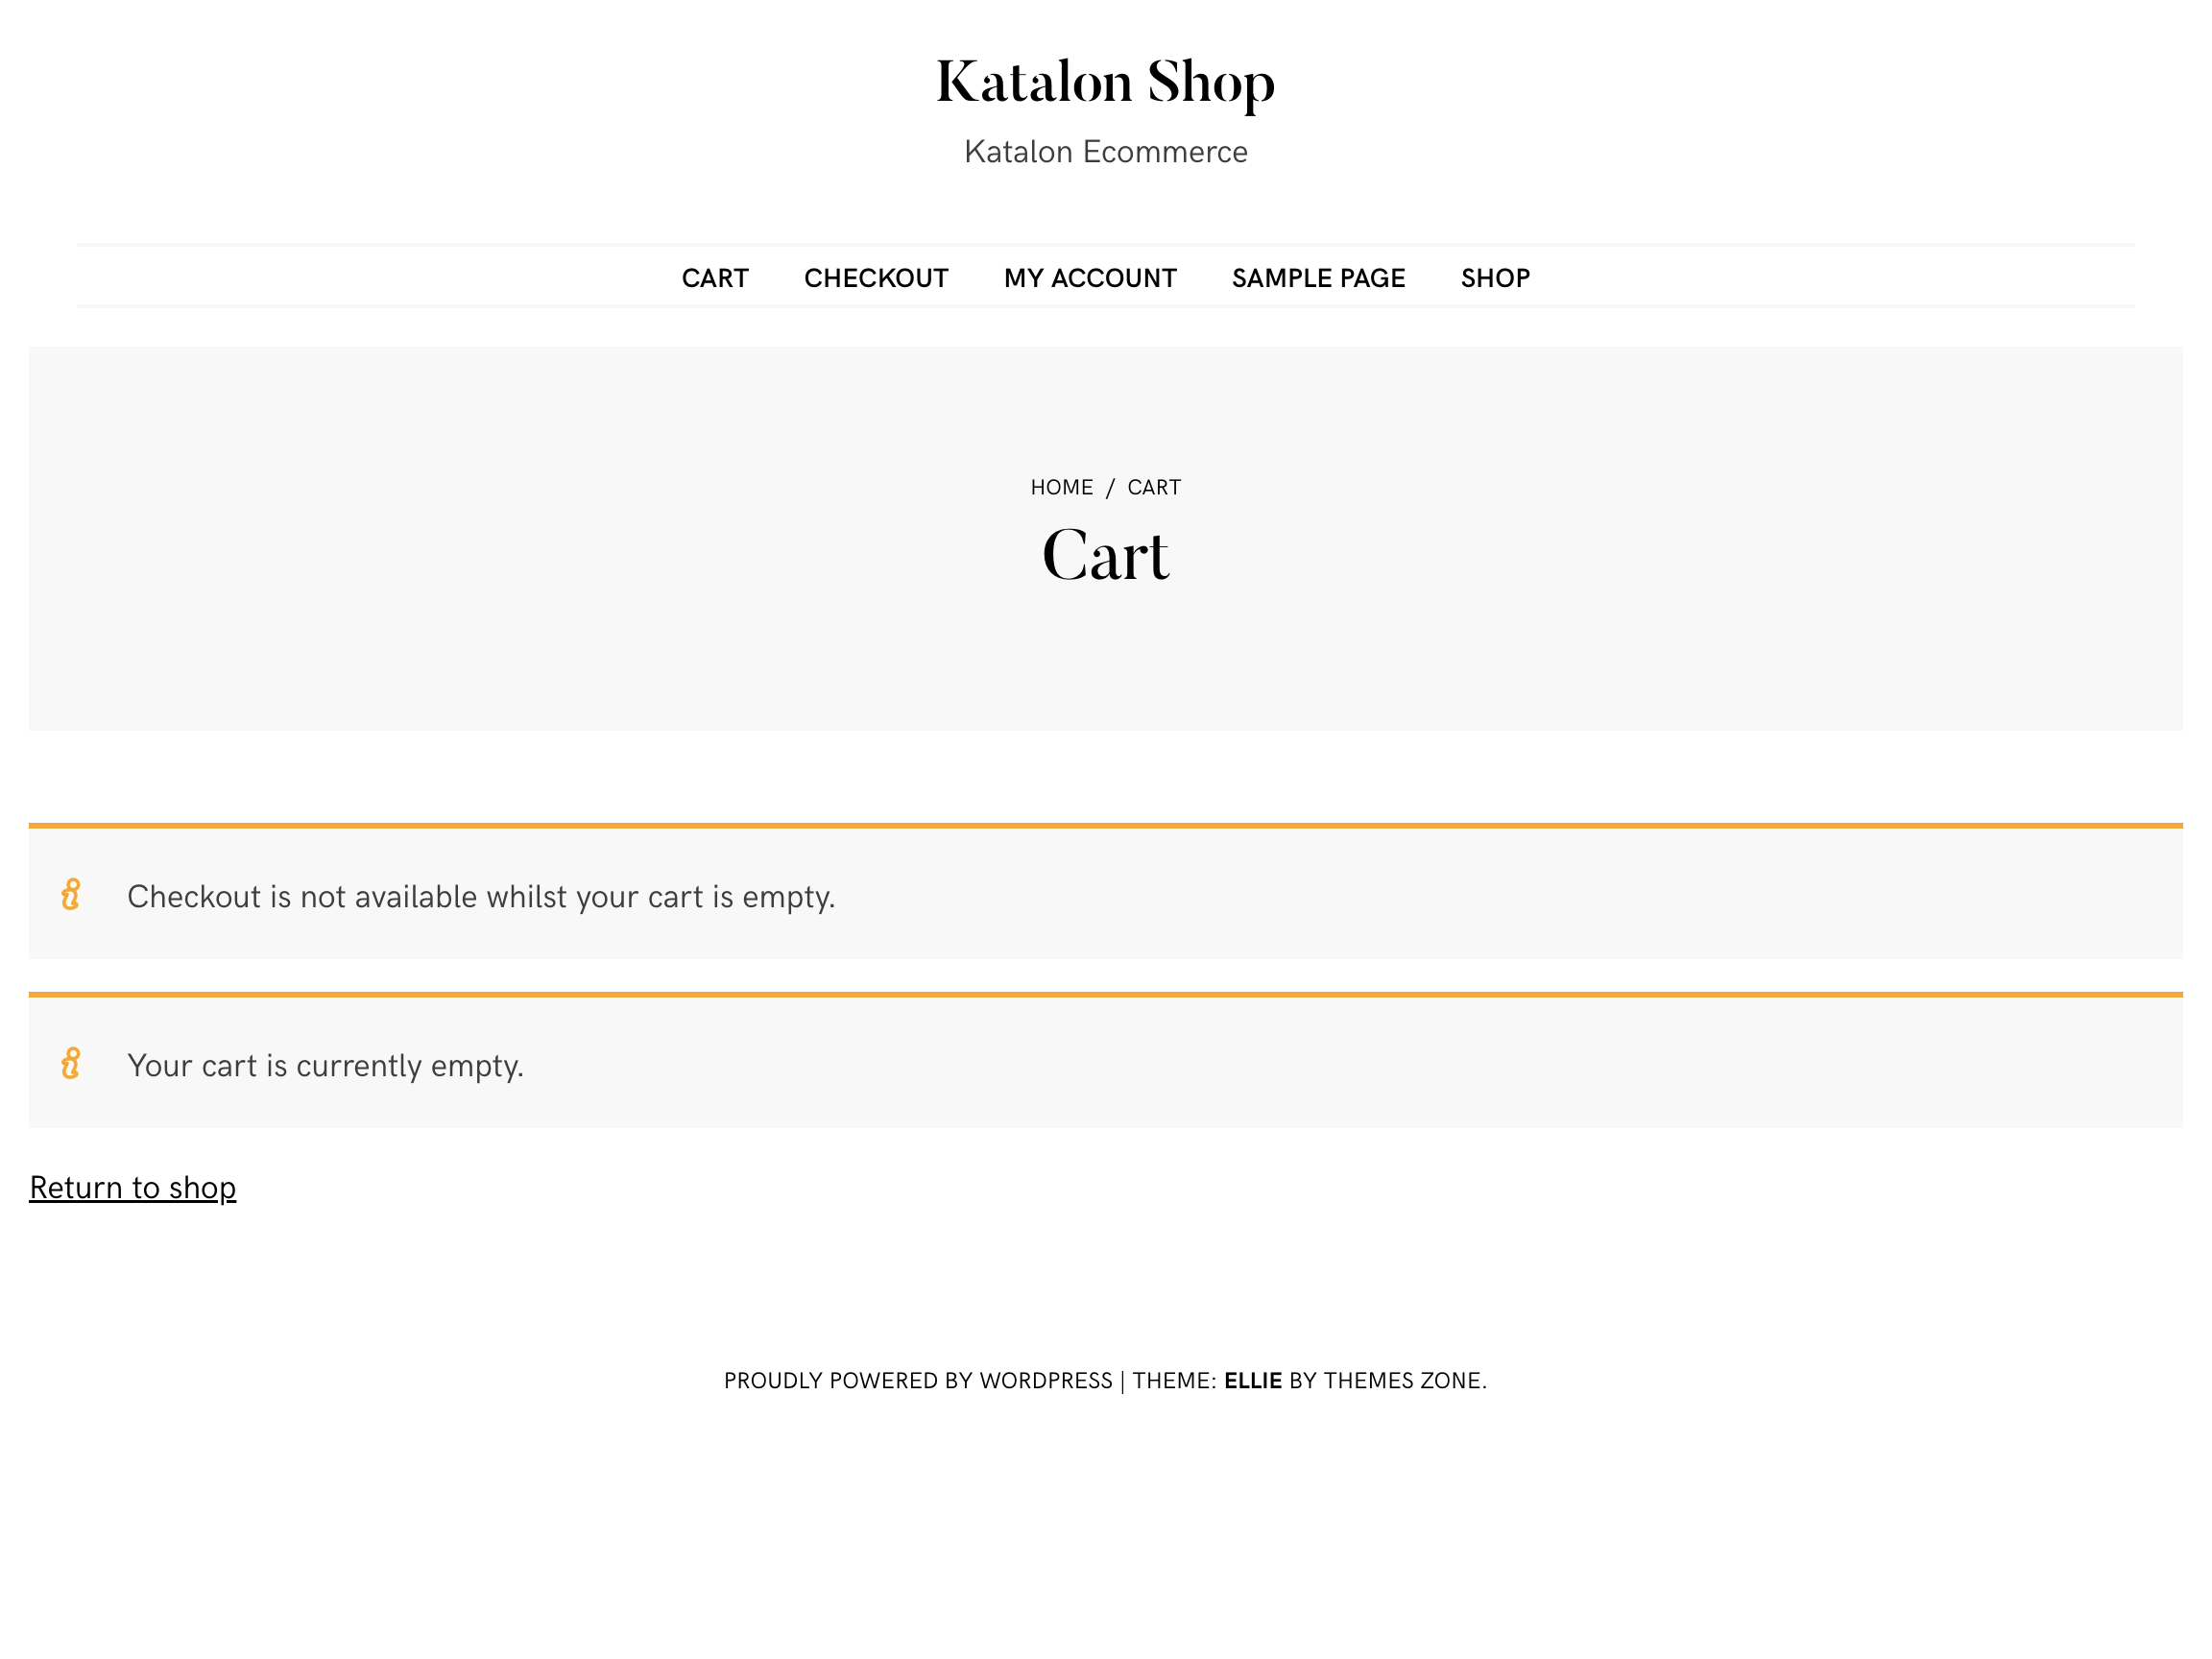 Katalon Shop
Katalon Ecommerce
CART CHECKOUT MY ACCOUNT SAMPLE PAGE SHOP
HOME / CART
Cart
Checkout is not available whilst your cart is empty.
Your cart is currently empty.
Return to shop
PROUDLY POWERED BY WORDPRESS | THEME: ELLIE BY THEMES ZONE.